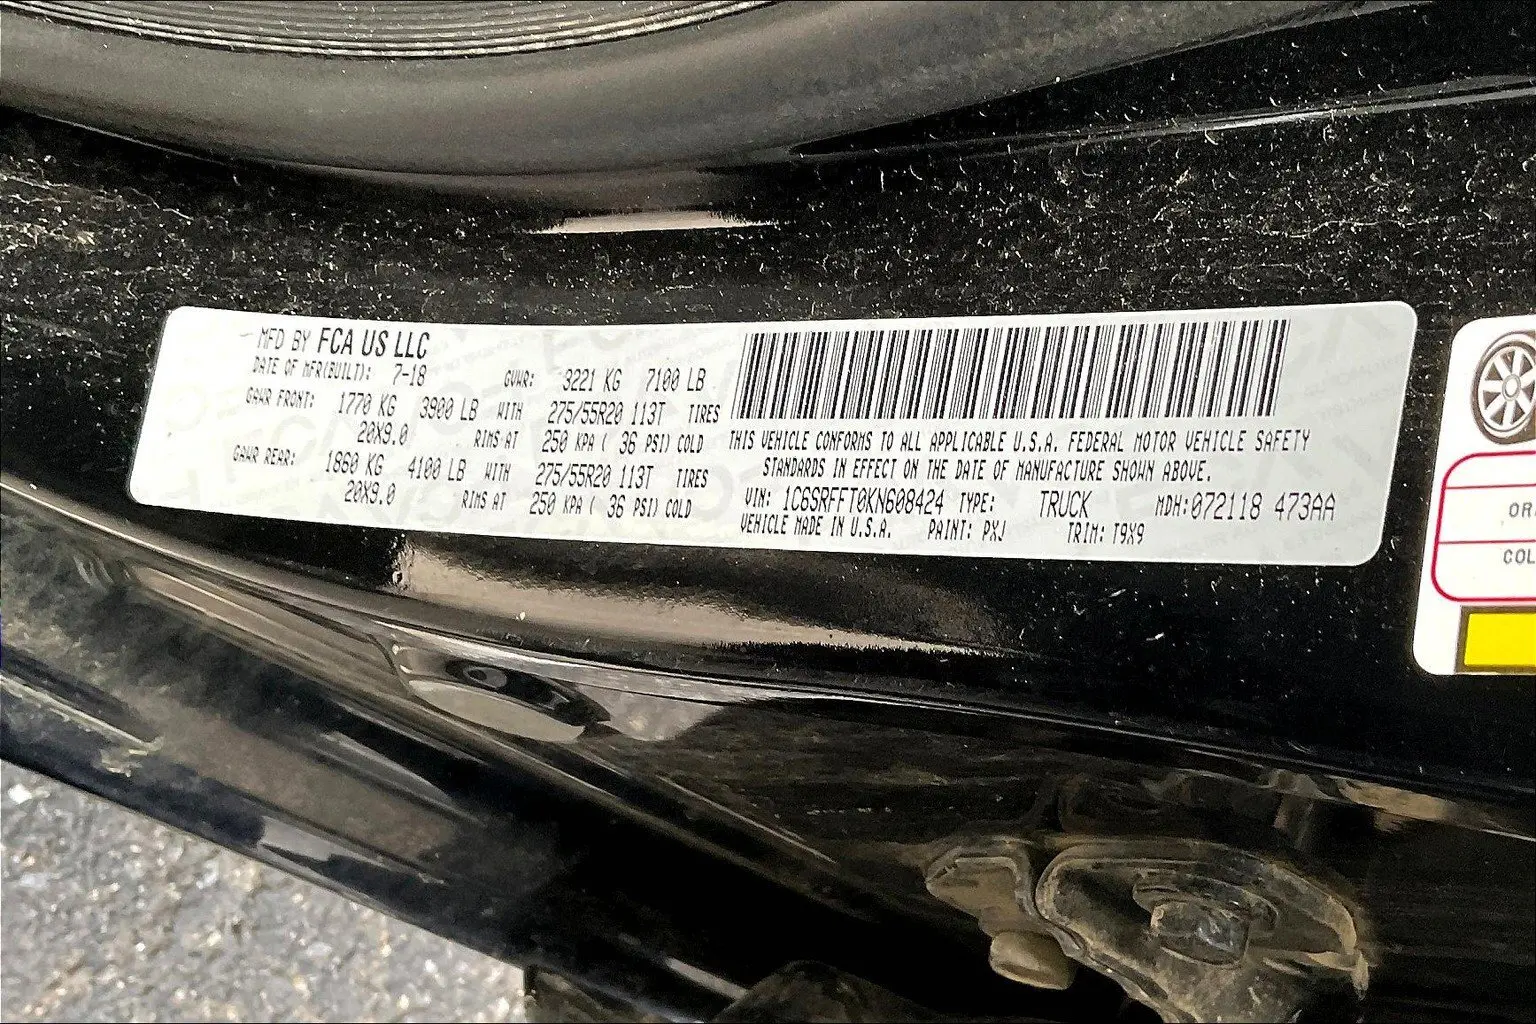 MFD BY FCA US LLC
DATE OF MFR(BUILT): 7-18 GVWR: 3221 KG 7100 LB
GAWR FRONT: 1770 KG 3900 LB WITH 275/55R20 113T TIRES
20X9.0 RIMS AT 250 KPA ( 36 PSI) COLD
GAWR REAR: 1860 KG 4100 LB WITH 275/55R20 113T TIRES
20X9.0 RIMS AT 250 KPA ( 36 PSI) COLD
THIS VEHICLE CONFORMS TO ALL APPLICABLE U.S.A. FEDERAL MOTOR VEHICLE SAFETY
STANDARDS IN EFFECT ON THE DATE OF MANUFACTURE SHOWN ABOVE.
VIN: 1C6SRFFT0KN608424 TYPE: TRUCK MDH:072118 473AA
VEHICLE MADE IN U.S.A. PAINT: PXJ TRIM: T9X9